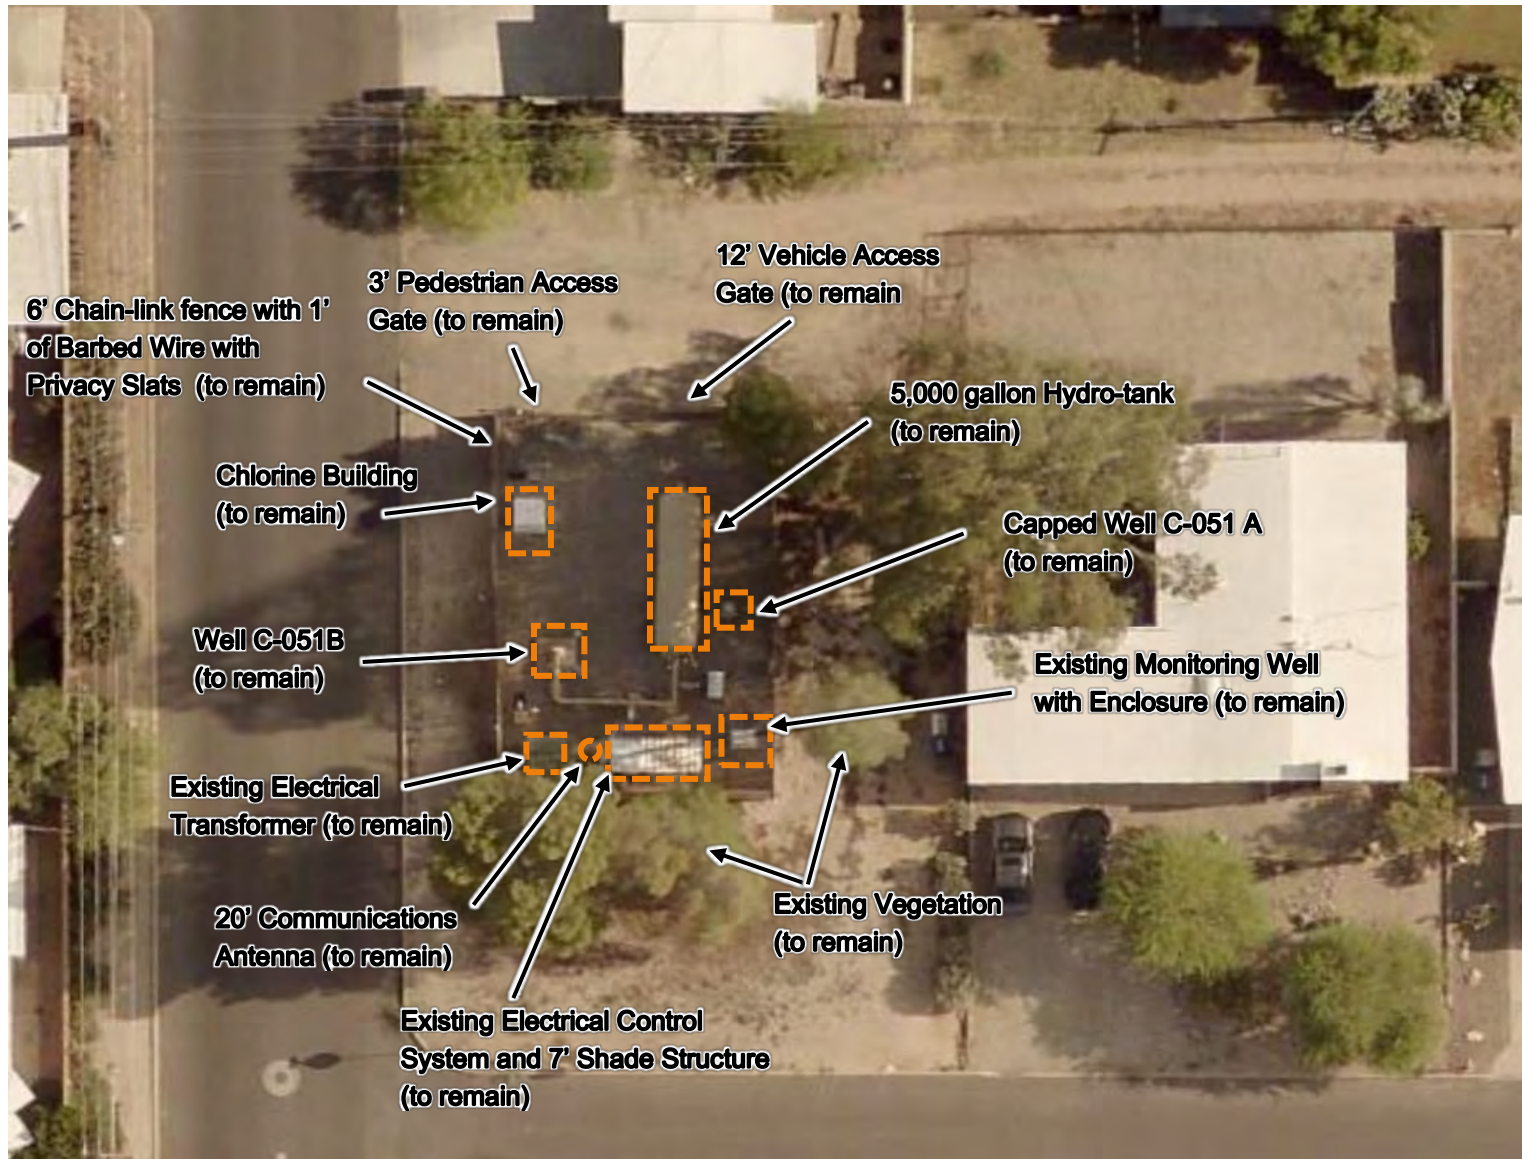 12’ Vehicle Access
Gate (to remain
3’ Pedestrian Access
Gate (to remain)
6’ Chain-link fence with 1’
of Barbed Wire with
Privacy Slats  (to remain)
5,000 gallon Hydro-tank
(to remain)
Chlorine Building
(to remain)
Capped Well C-051 A
(to remain)
Well C-051B
(to remain)
Existing Monitoring Well
with Enclosure (to remain)
Existing Electrical
Transformer (to remain)
Existing Vegetation
(to remain)
20’ Communications
Antenna (to remain)
Existing Electrical Control
System and 7’ Shade Structure
(to remain)